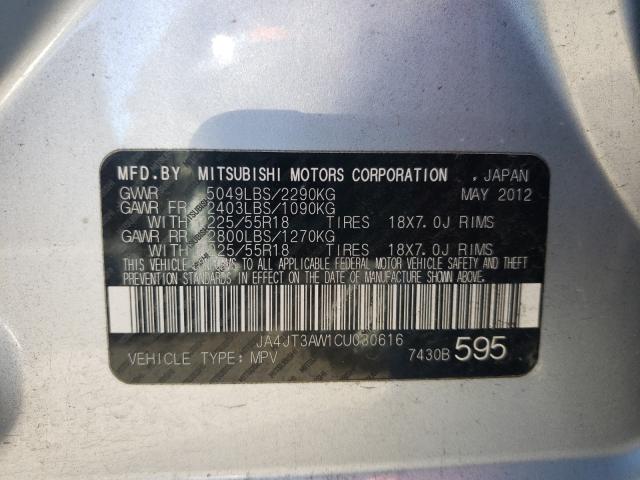 MFD.BY MITSUBISHI MOTORS CORPORATION , JAPAN
GVWR 5049LBS/2290KG MAY 2012
GAWR FR 2403LBS/1090KG
WITH 225/55R18 TIRES 18X7.0J RIMS
GAWR RR 2800LBS/1270KG
WITH 225/55R18 TIRES 18X7.0J RIMS
THIS VEHICLE CONFORMS TO ALL APPLICABLE FEDERAL MOTOR VEHICLE SAFETY AND THEFT
PREVENTION STANDARDS IN EFFECT ON THE DATE OF MANUFACTURE SHOWN ABOVE.
JA4JT3AW1CU030616
VEHICLE TYPE: MPV 7430B 595